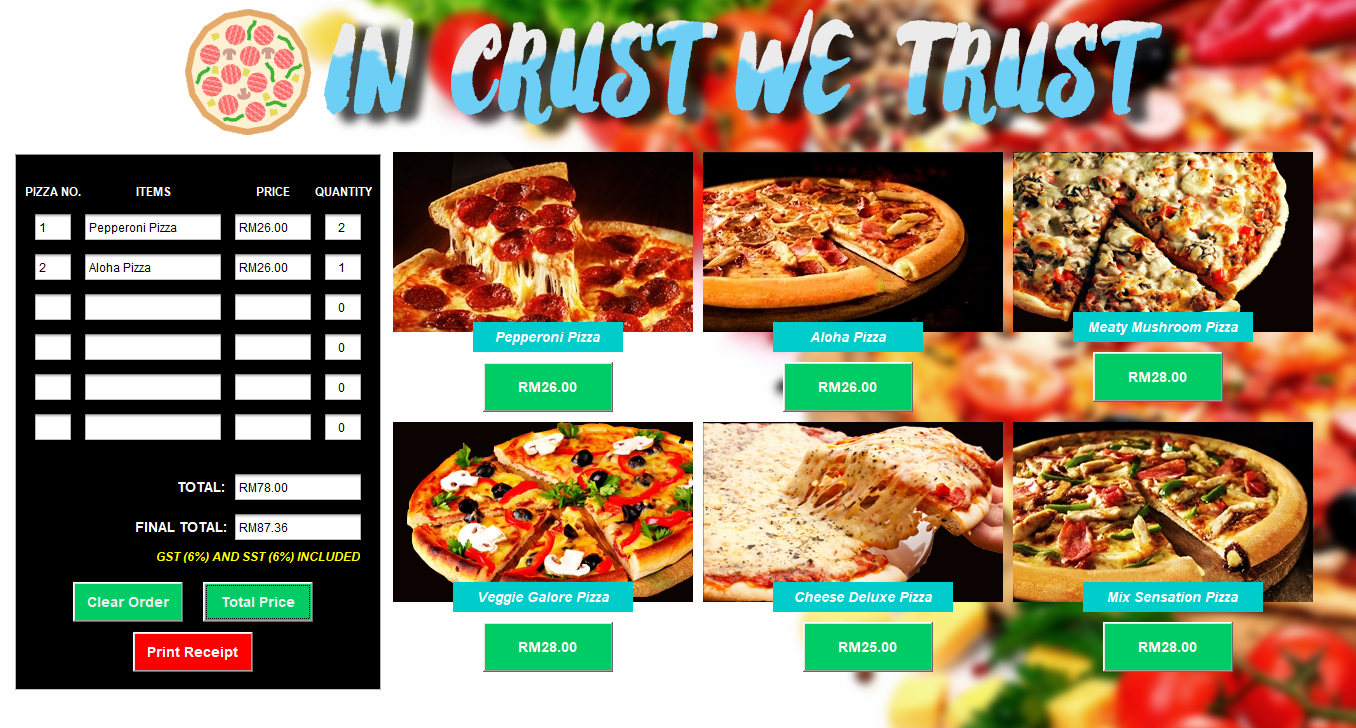 IN CRUST WE TRUST
PIZZA NO. ITEMS PRICE QUANTITY
1 Pepperoni Pizza RM26.00 2
2 Aloha Pizza RM26.00 1
0
0
0
0
TOTAL: RM78.00
FINAL TOTAL: RM87.36
GST (6%) AND SST (6%) INCLUDED
Clear Order Total Price
Print Receipt
Pepperoni Pizza Aloha Pizza Meaty Mushroom Pizza
RM26.00 RM26.00 RM28.00
Veggie Galore Pizza Cheese Deluxe Pizza Mix Sensation Pizza
RM28.00 RM25.00 RM28.00